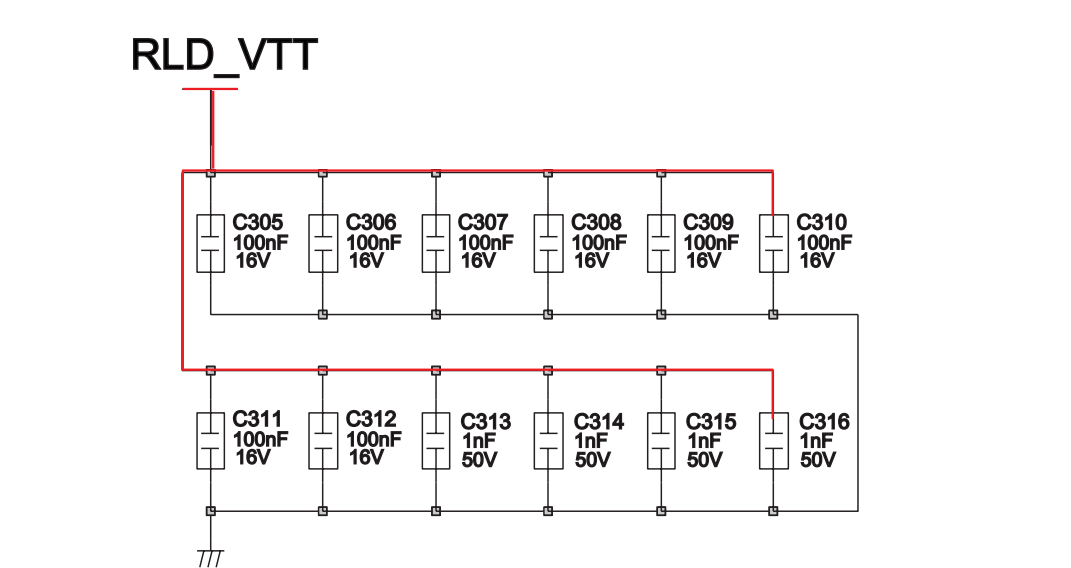 RLD_VTT
C305
100nF
16V
C306
100nF
16V
C307
100nF
16V
C308
100nF
16V
C309
100nF
16V
C310
100nF
16V
C311
100nF
16V
C312
100nF
16V
C313
1nF
50V
C314
1nF
50V
C315
1nF
50V
C316
1nF
50V